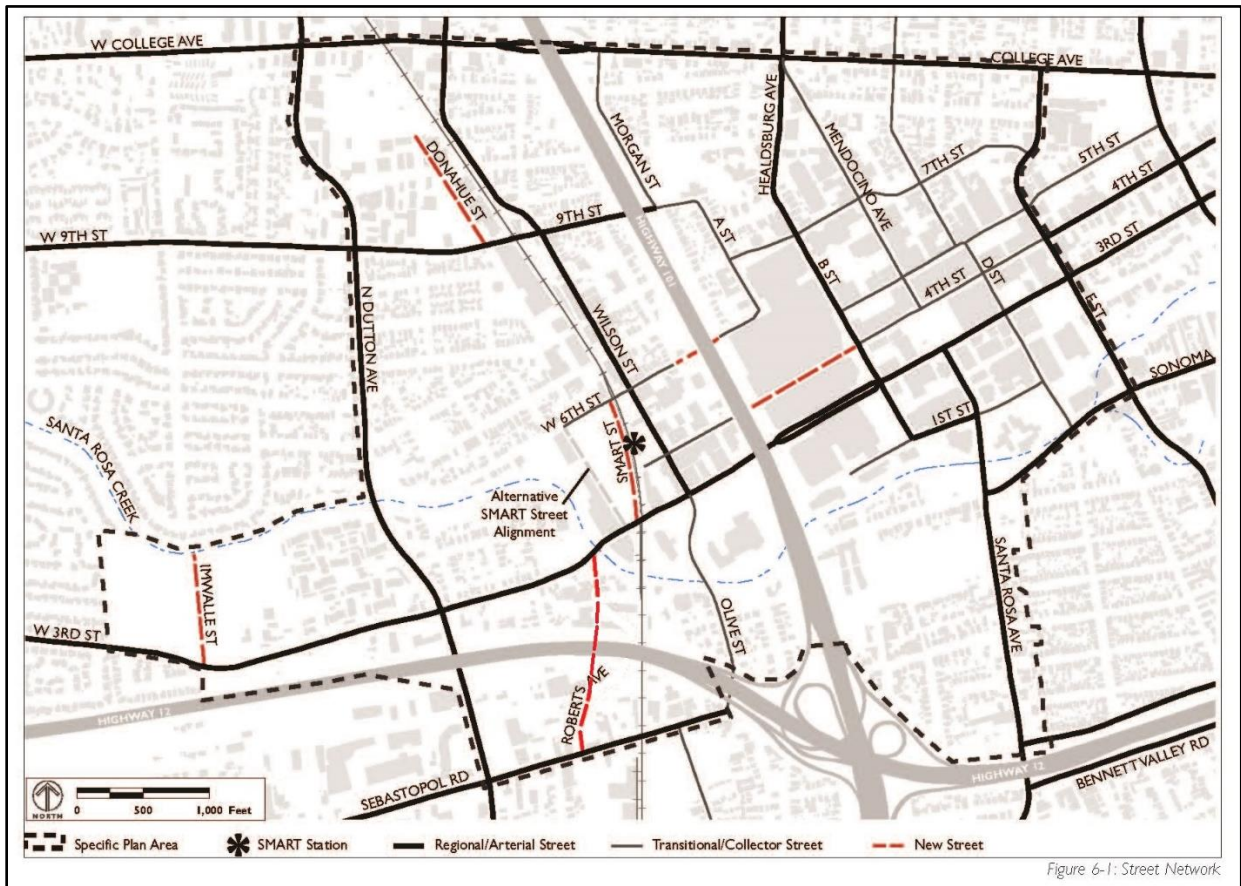 W COLLEGE AVE
COLLEGE AVE
MORGAN ST
HEALDSBURG AVE
MENDOCINO AVE
7TH ST
5TH ST
4TH ST
3RD ST
DONAHUE ST
9TH ST
A ST
HIGHWAY 101
W 9TH ST
N DUTTON AVE
WILSON ST
B ST
4TH ST
D ST
E ST
SONOMA
SANTA ROSA CREEK
W 6TH ST
SMART ST
1ST ST
Alternative
SMART Street
Alignment
IMWALLE ST
W 3RD ST
OLIVE ST
SANTA ROSA AVE
ROBERTS AVE
HIGHWAY 12
HIGHWAY 12
SEBASTOPOL RD
BENNETT VALLEY RD
NORTH
0 500 1,000 Feet
Specific Plan Area
SMART Station
Regional/Arterial Street
Transitional/Collector Street
New Street
Figure 6-1: Street Network